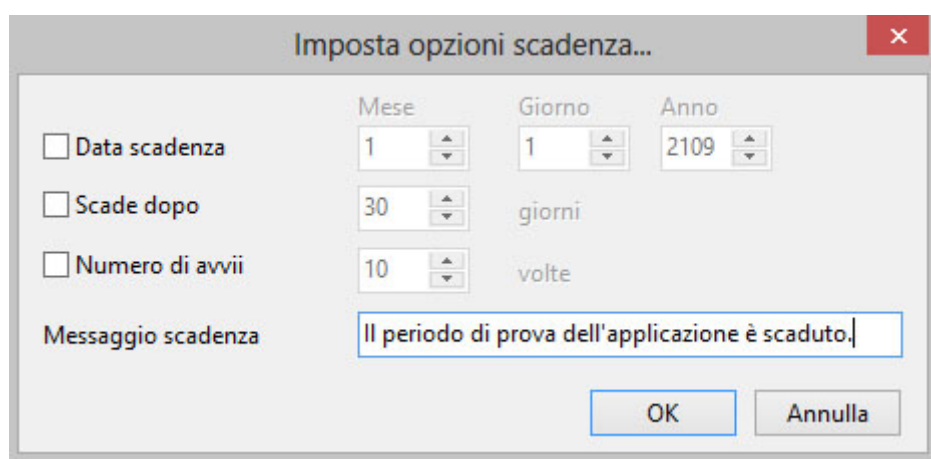 Imposta opzioni scadenza...
Mese Giorno Anno
Data scadenza 1 1 2109
Scade dopo 30 giorni
Numero di avvii 10 volte
Messaggio scadenza Il periodo di prova dell'applicazione è scaduto.
OK Annulla